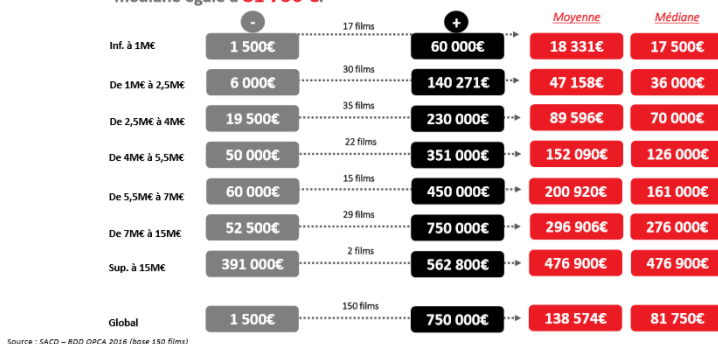 médiane égale à 81 750 €.
- + Moyenne Médiane
Inf. à 1M€ 1 500€ 17 films 60 000€ 18 331€ 17 500€
De 1M€ à 2,5M€ 6 000€ 30 films 140 271€ 47 158€ 36 000€
De 2,5M€ à 4M€ 19 500€ 35 films 230 000€ 89 596€ 70 000€
De 4M€ à 5,5M€ 50 000€ 22 films 351 000€ 152 090€ 126 000€
De 5,5M€ à 7M€ 60 000€ 15 films 450 000€ 200 920€ 161 000€
De 7M€ à 15M€ 52 500€ 29 films 750 000€ 296 906€ 276 000€
Sup. à 15M€ 391 000€ 2 films 562 800€ 476 900€ 476 900€
Global 1 500€ 150 films 750 000€ 138 574€ 81 750€
Source : SACD – BDD OPCA 2016 (base 150 films)